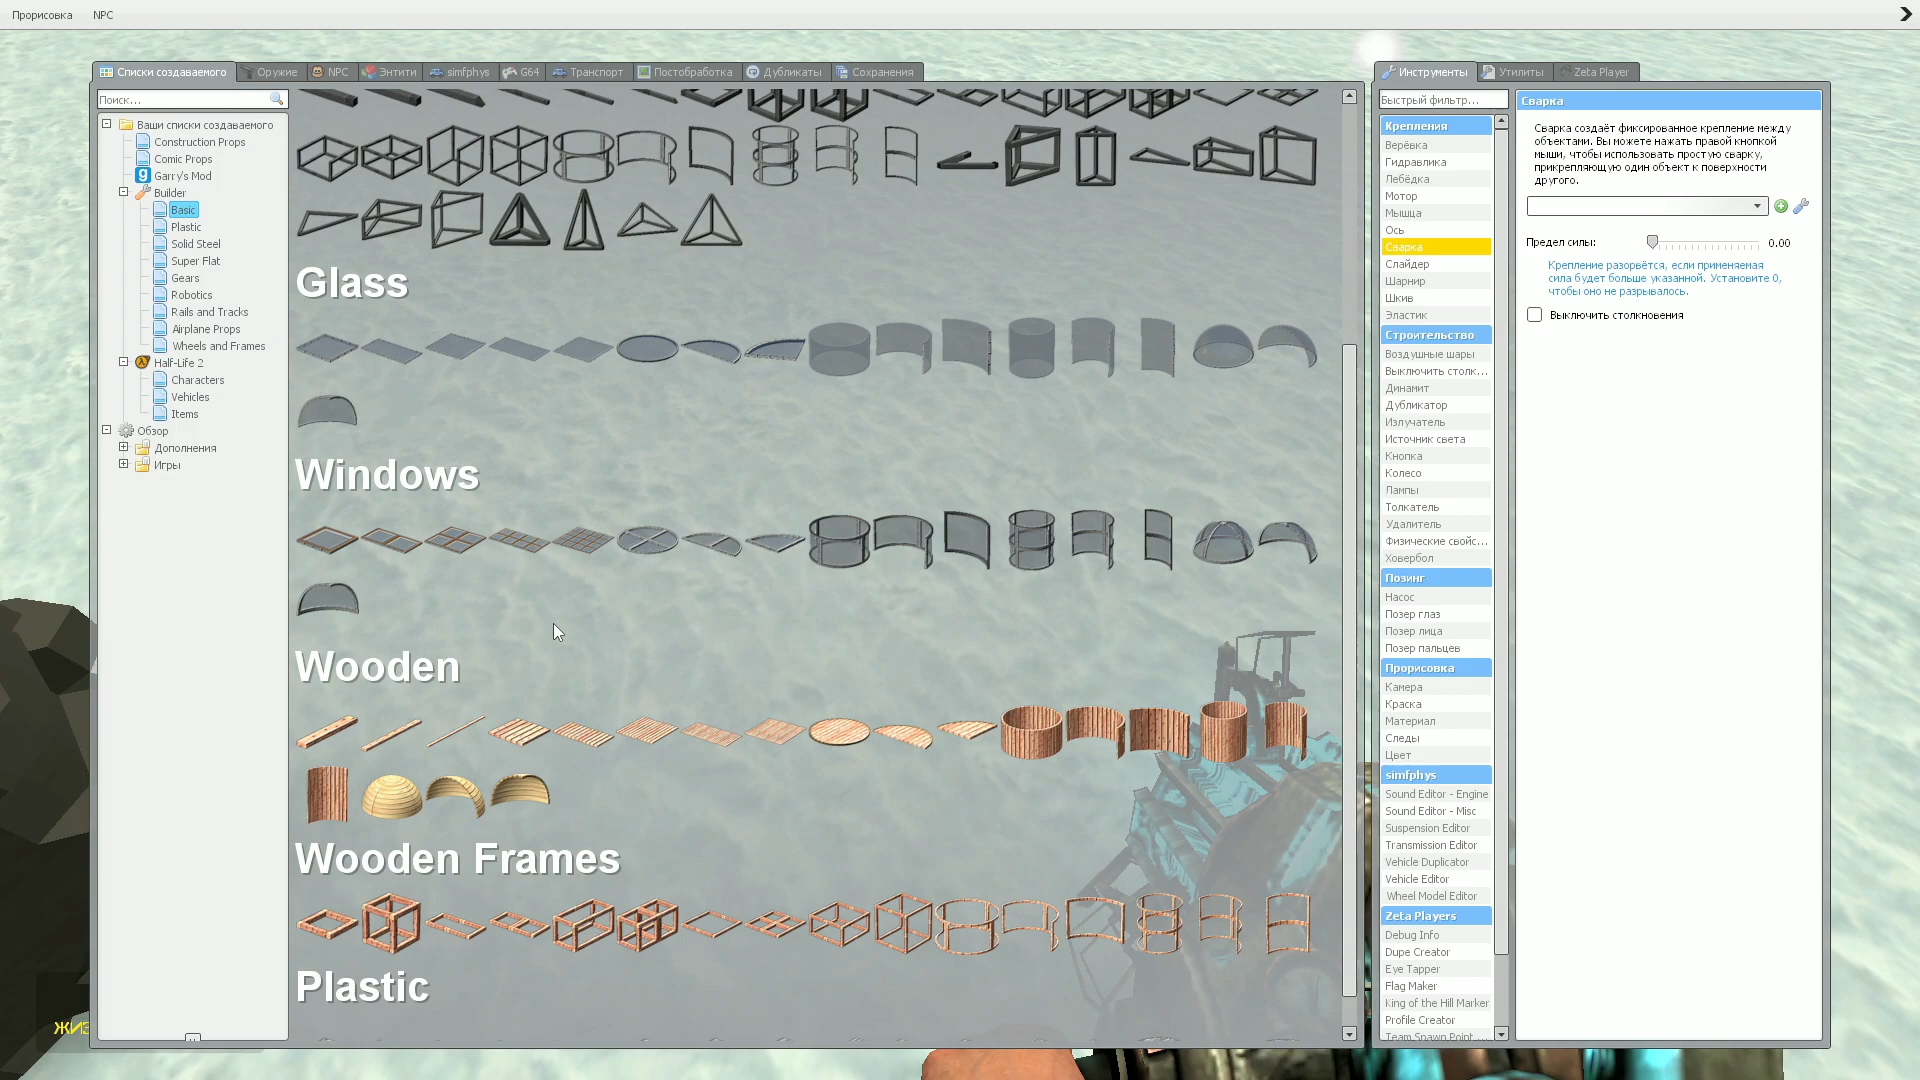 Прорисовка NPC
Списки создаваемого Оружие NPC Энтити simfphys G64 Транспорт Постобработка Дубликаты Сохранения
Поиск...
Ваши списки создаваемого
Construction Props
Comic Props
Garry's Mod
Builder
Basic
Plastic
Solid Steel
Super Flat
Gears
Robotics
Rails and Tracks
Airplane Props
Wheels and Frames
Half-Life 2
Characters
Vehicles
Items
Обзор
Дополнения
Игры
Glass
Windows
Wooden
Wooden Frames
Plastic
Инструменты Утилиты Zeta Player
Быстрый фильтр...
Крепления
Верёвка
Гидравлика
Лебёдка
Мотор
Мышца
Ось
Сварка
Слайдер
Шарнир
Шкив
Эластик
Строительство
Воздушные шары
Выключить столк...
Динамит
Дубликатор
Излучатель
Источник света
Кнопка
Колесо
Лампы
Толкатель
Удалитель
Физические свойс...
Ховербол
Позинг
Насос
Позер глаз
Позер лица
Позер пальцев
Прорисовка
Камера
Краска
Материал
Следы
Цвет
simfphys
Sound Editor - Engine
Sound Editor - Misc
Suspension Editor
Transmission Editor
Vehicle Duplicator
Vehicle Editor
Wheel Model Editor
Zeta Players
Debug Info
Dupe Creator
Eye Tapper
Flag Maker
King of the Hill Marker
Profile Creator
Team Spawn Point ...
Сварка
Сварка создаёт фиксированное крепление между
объектами. Вы можете нажать правой кнопкой
мыши, чтобы использовать простую сварку,
прикрепляющую один объект к поверхности
другого.
Предел силы: 0.00
Крепление разорвётся, если применяемая
сила будет больше указанной. Установите 0,
чтобы оно не разрывалось.
Выключить столкновения